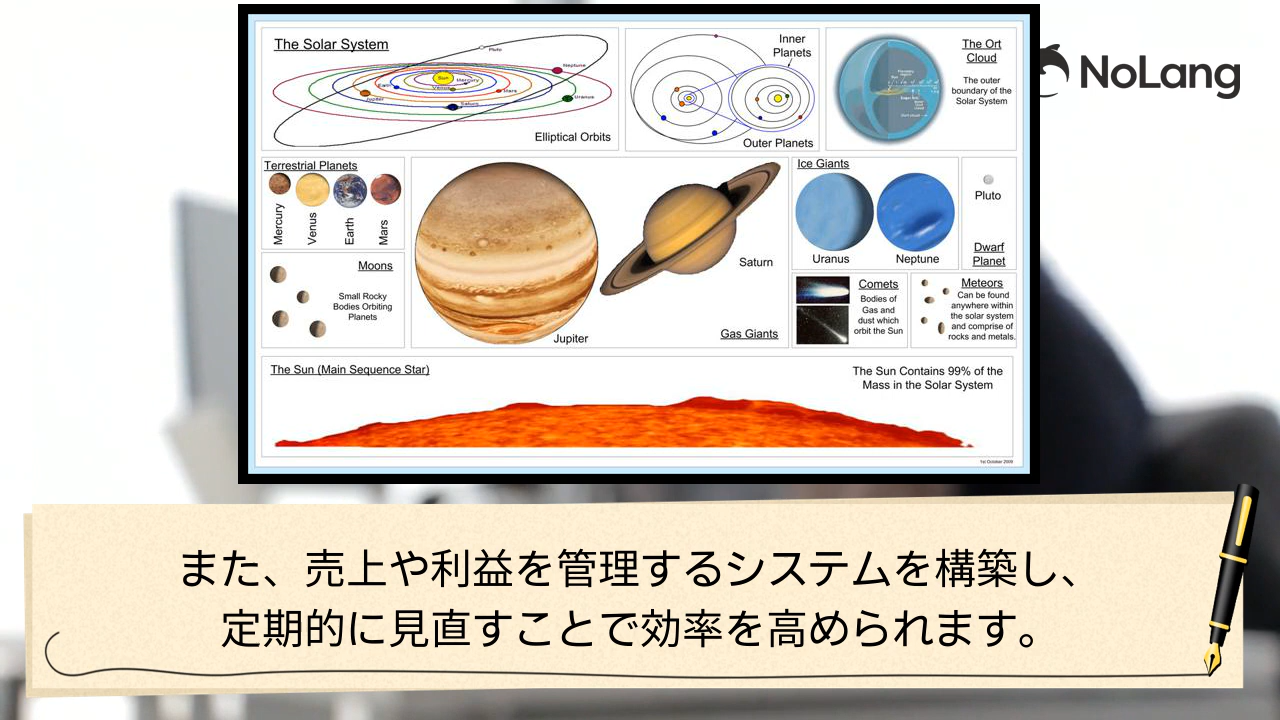 The Solar System
Pluto
Neptune
Sun
Mercury
Venus
Earth
Mars
Jupiter
Saturn
Uranus
Elliptical Orbits
Inner
Planets
Outer Planets
The Ort
Cloud
The outer
boundary of the
Solar System
NoLang
Terrestrial Planets
Mercury
Venus
Earth
Mars
Moons
Small Rocky
Bodies Orbiting
Planets
Jupiter
Saturn
Gas Giants
Ice Giants
Uranus
Neptune
Pluto
Dwarf
Planet
Comets
Bodies of
Gas and
dust which
orbit the Sun
Meteors
Can be found
anywhere within
the solar system
and comprise of
rocks and metals.
The Sun (Main Sequence Star)
The Sun Contains 99% of the
Mass in the Solar System
1st October 2009
また、売上や利益を管理するシステムを構築し、
定期的に見直すことで効率を高められます。